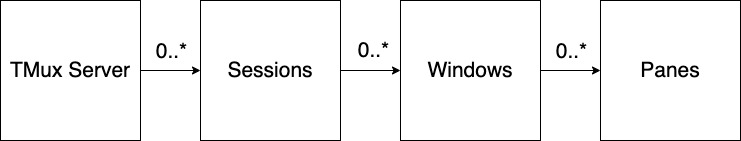 TMux Server
0..*
Sessions
0..*
Windows
0..*
Panes